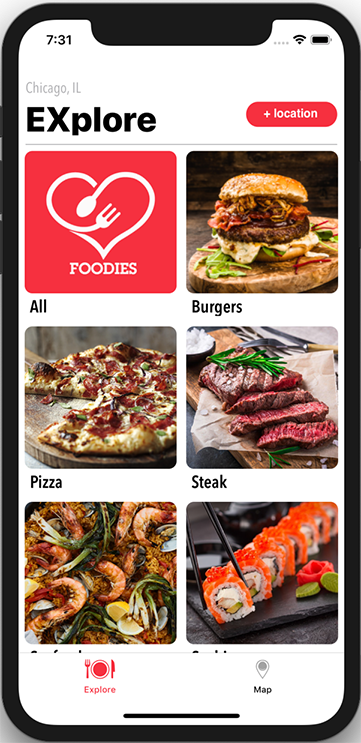 7:31
Chicago, IL
EXplore
+ location
FOODIES
All
Burgers
Pizza
Steak
Explore
Map